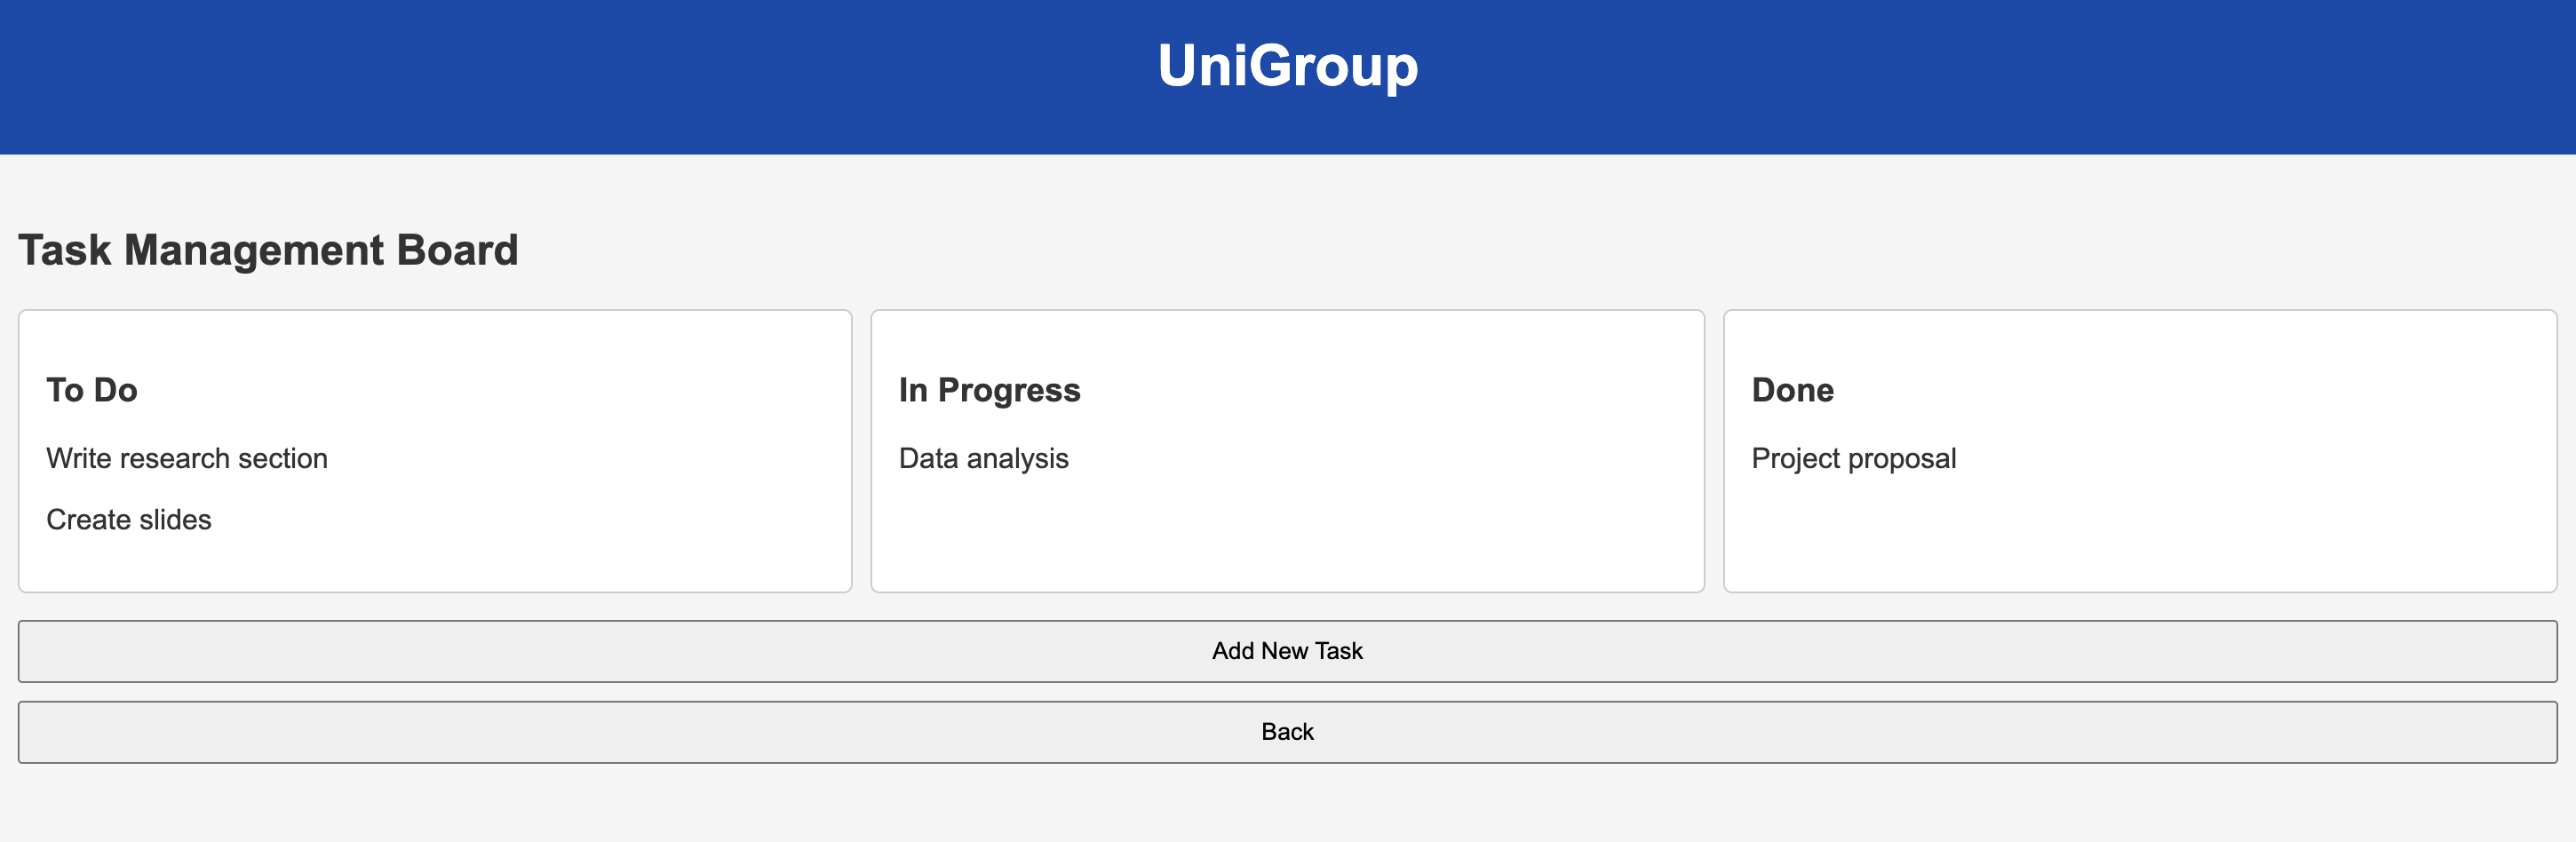 UniGroup
Task Management Board
To Do
Write research section
Create slides
In Progress
Data analysis
Done
Project proposal
Add New Task
Back